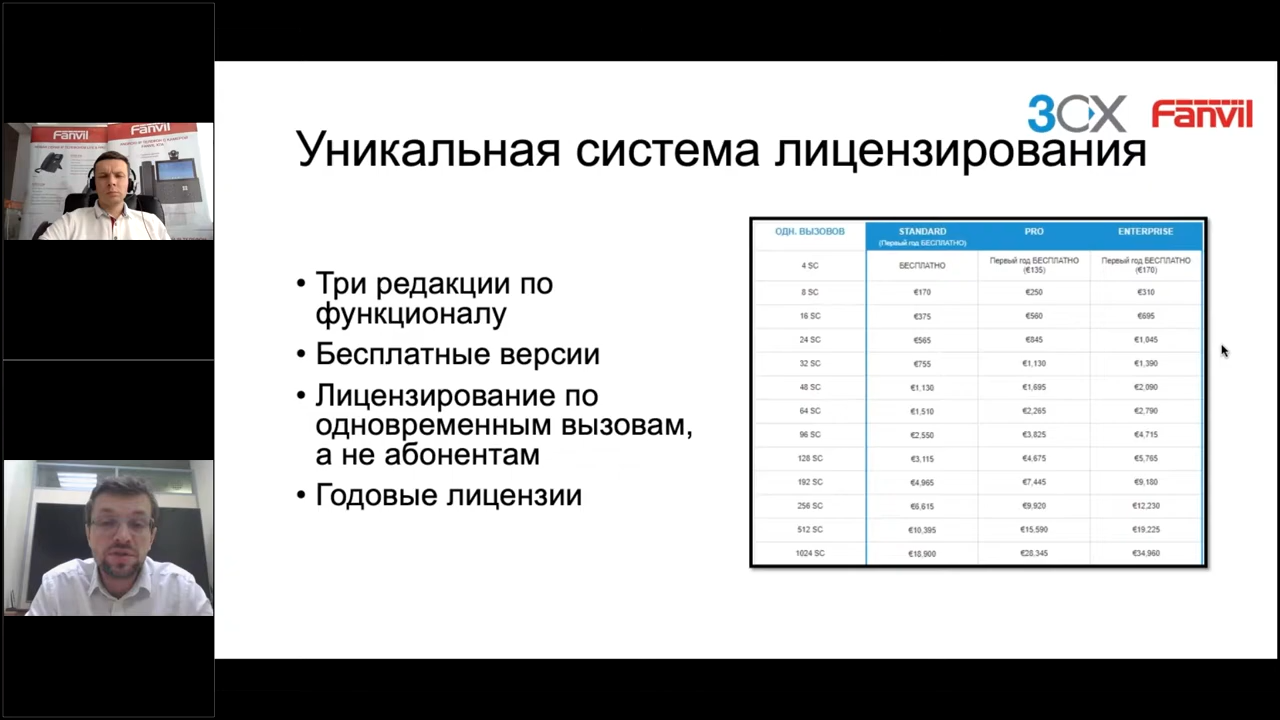 3CX Fanvil
Уникальная система лицензирования
• Три редакции по
функционалу
• Бесплатные версии
• Лицензирование по
одновременным вызовам,
а не абонентам
• Годовые лицензии
ОДН. ВЫЗОВОВ STANDARD PRO ENTERPRISE
(Первый год БЕСПЛАТНО)
4 SC БЕСПЛАТНО Первый год БЕСПЛАТНО (€135) Первый год БЕСПЛАТНО (€170)
8 SC €170 €250 €310
16 SC €375 €560 €695
24 SC €565 €845 €1,045
32 SC €755 €1,130 €1,390
48 SC €1,130 €1,695 €2,090
64 SC €1,510 €2,265 €2,790
96 SC €2,550 €3,825 €4,715
128 SC €3,115 €4,675 €5,765
192 SC €4,965 €7,445 €9,180
256 SC €6,615 €9,920 €12,230
512 SC €10,395 €15,590 €19,225
1024 SC €18,900 €28,345 €34,960
Fanvil
Fanvil